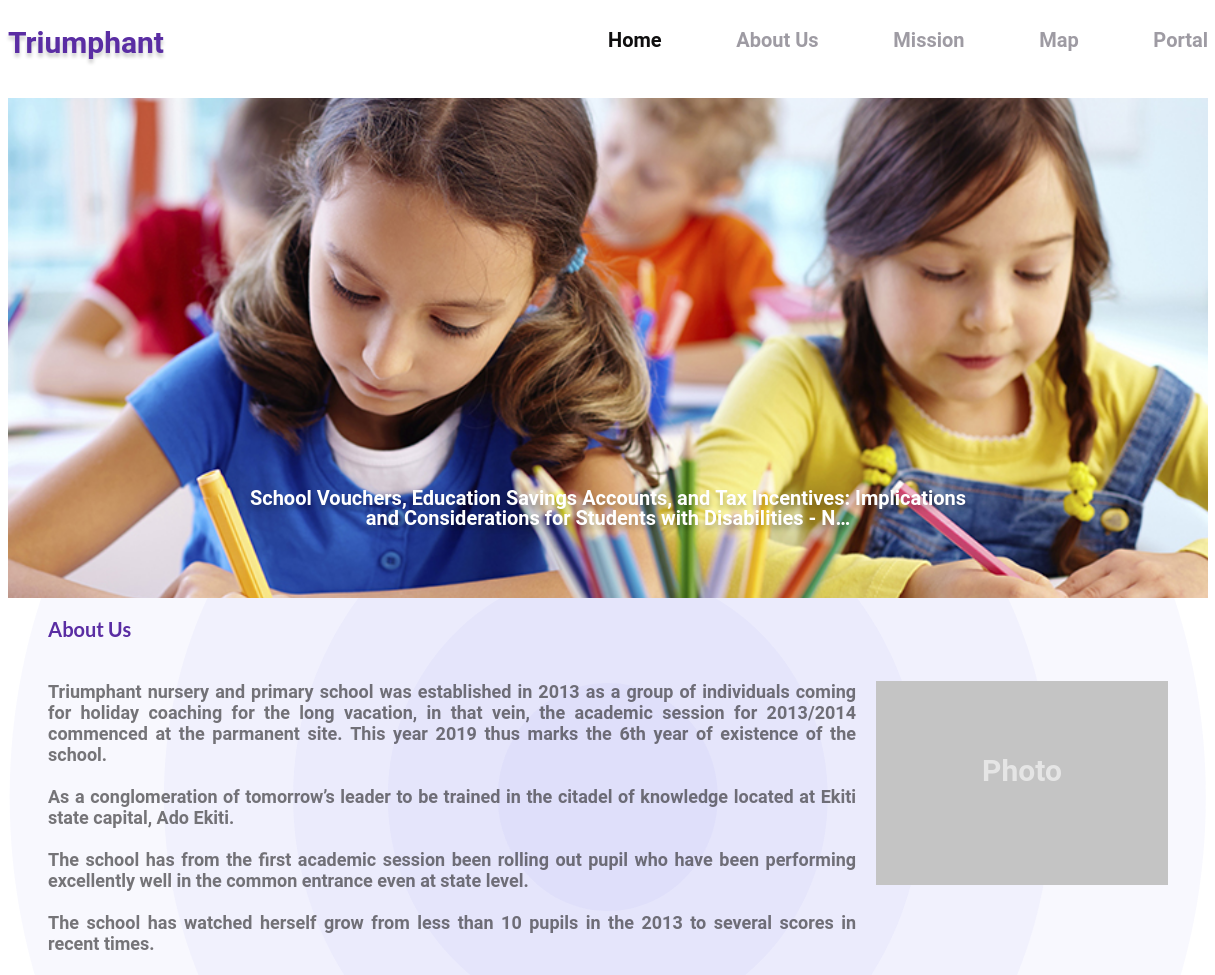 Triumphant
Home About Us Mission Map Portal
School Vouchers, Education Savings Accounts, and Tax Incentives: Implications
and Considerations for Students with Disabilities - N...
About Us
Triumphant nursery and primary school was established in 2013 as a group of individuals coming
for holiday coaching for the long vacation, in that vein, the academic session for 2013/2014
commenced at the parmanent site. This year 2019 thus marks the 6th year of existence of the
school.
As a conglomeration of tomorrow’s leader to be trained in the citadel of knowledge located at Ekiti
state capital, Ado Ekiti.
The school has from the first academic session been rolling out pupil who have been performing
excellently well in the common entrance even at state level.
The school has watched herself grow from less than 10 pupils in the 2013 to several scores in
recent times.
Photo